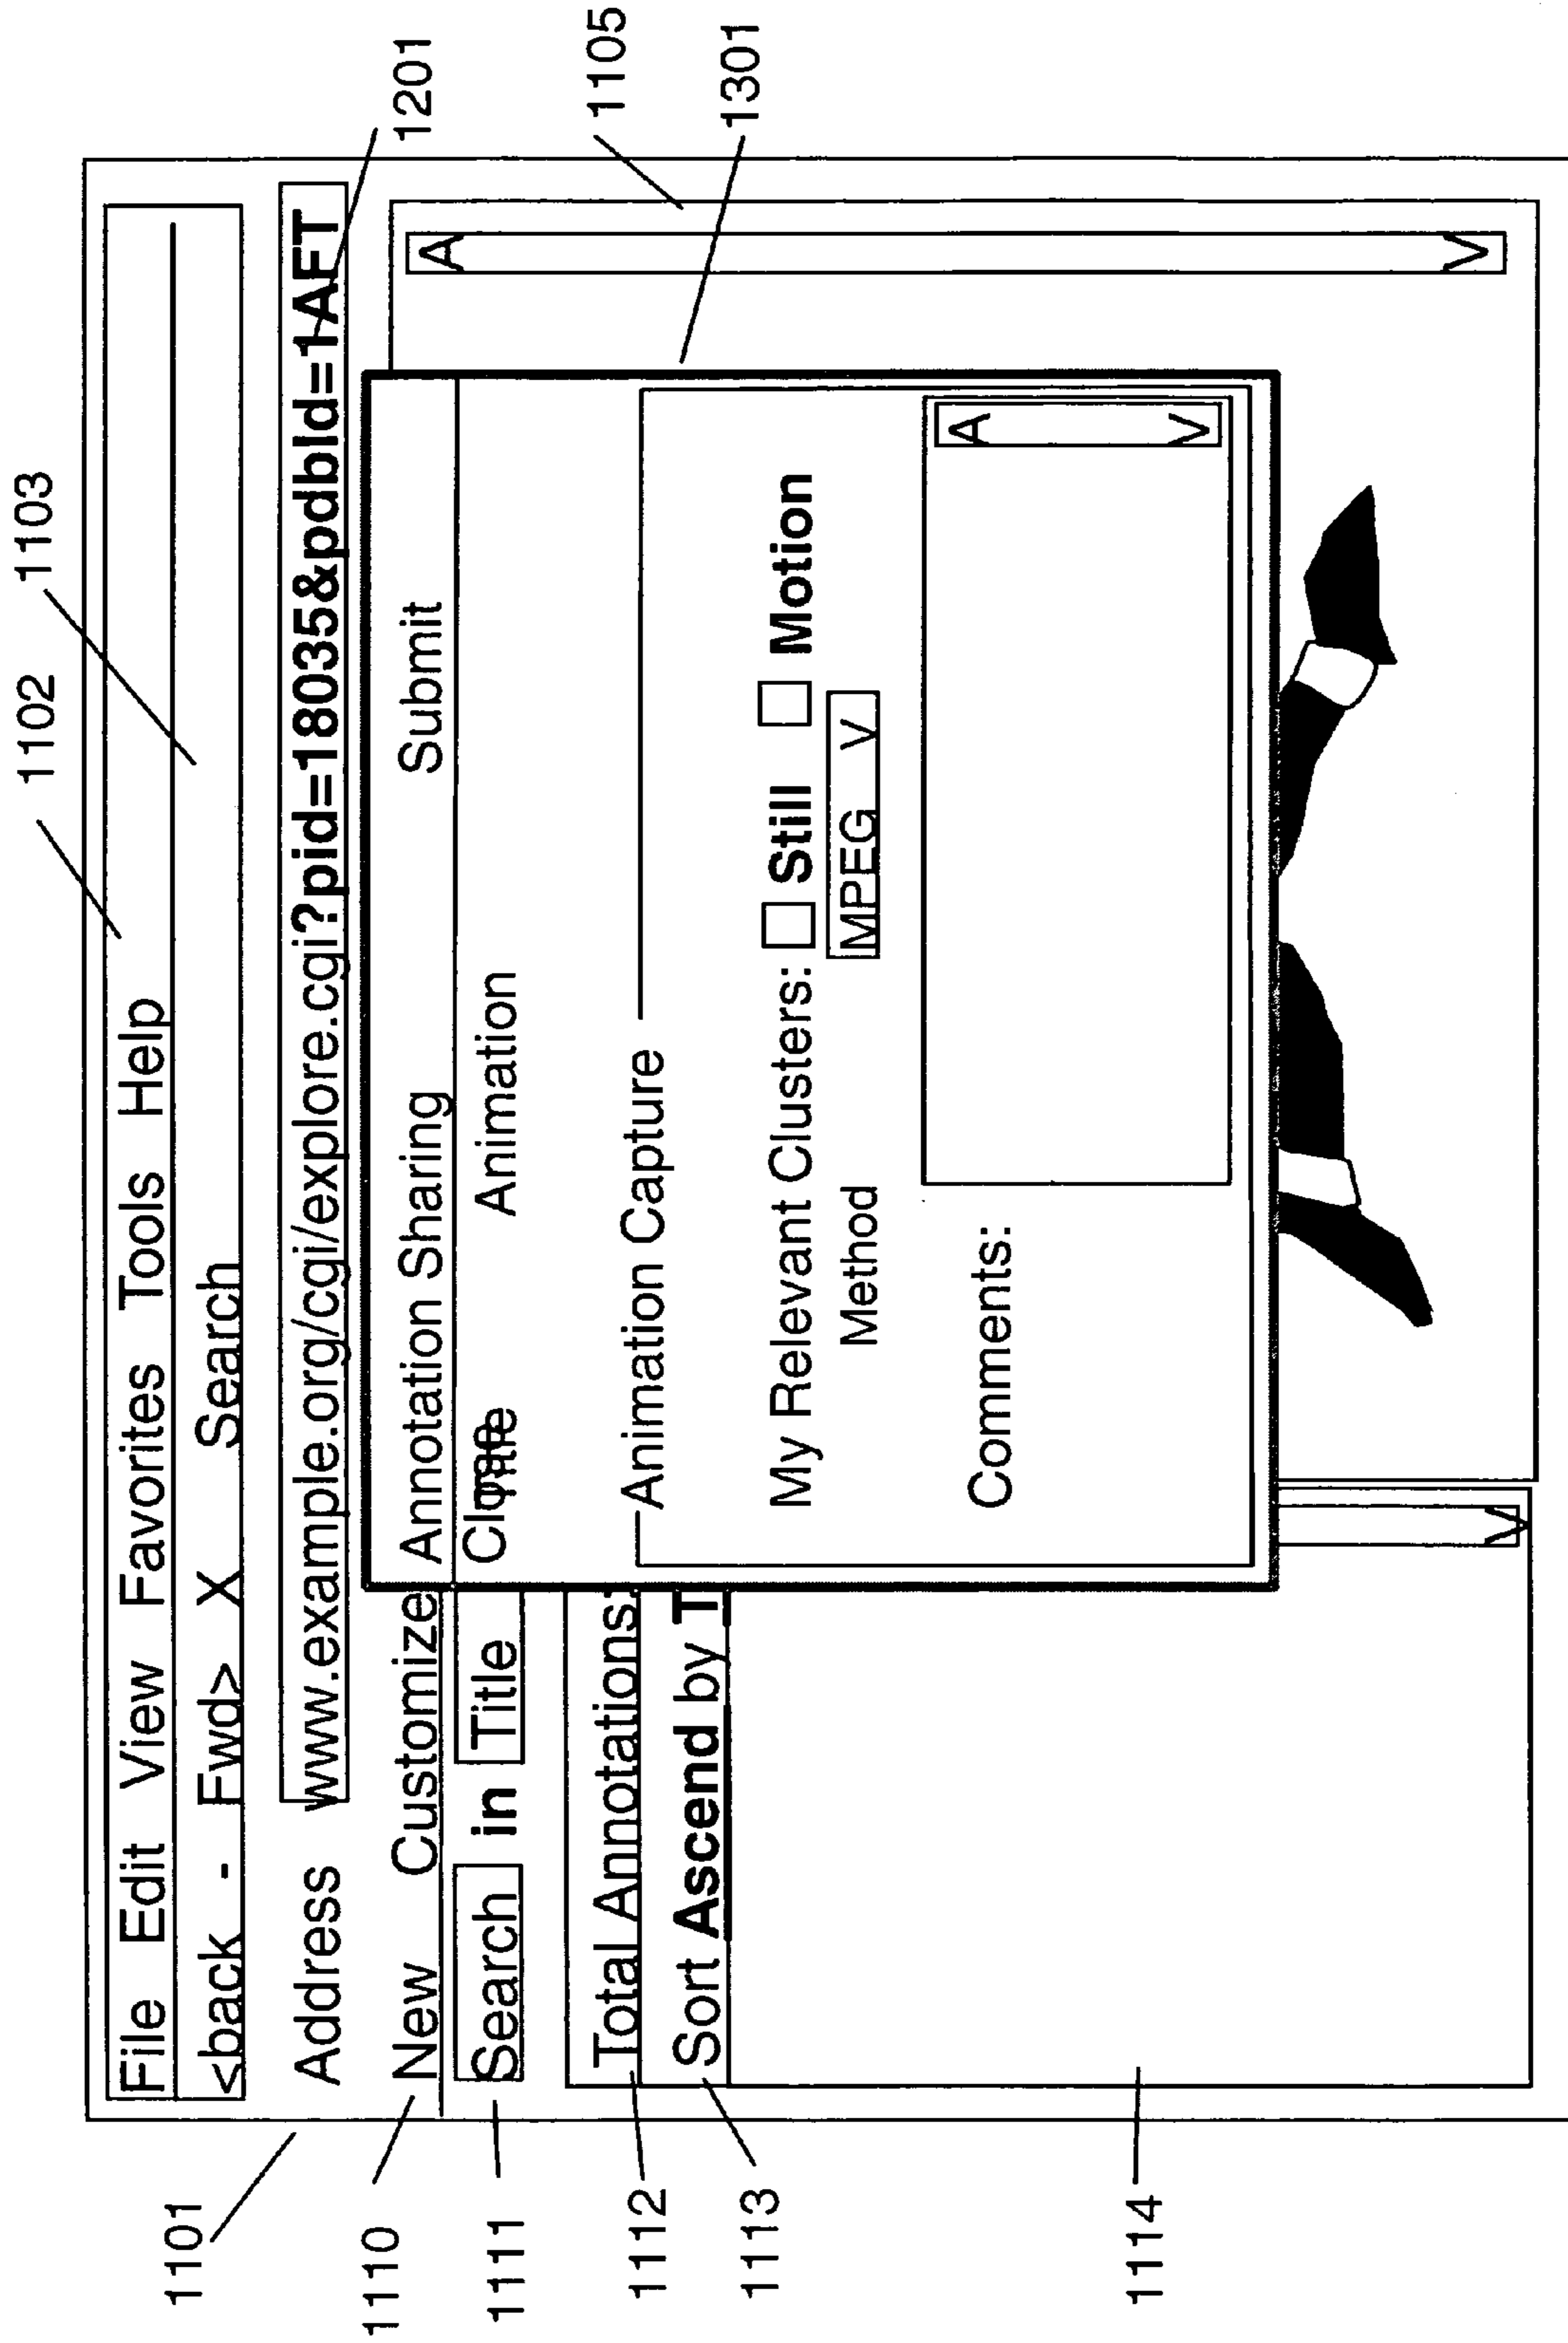 1102
1103
1101
File Edit View Favorites Tools Help
<back - Fwd> X Search
Address www.example.org/cgi/explore.cgi?pid=18035&pdbId=1AFT
1201
1110
New Customize
Annotation Sharing Submit
1111
Search in Title
Animation
1105
A
1112
Total Annotations:
Animation Capture
1113
Sort Ascend by T
1301
My Relevant Clusters: Still Motion
Method MPEG V
Comments:
A
V
1114
V
V